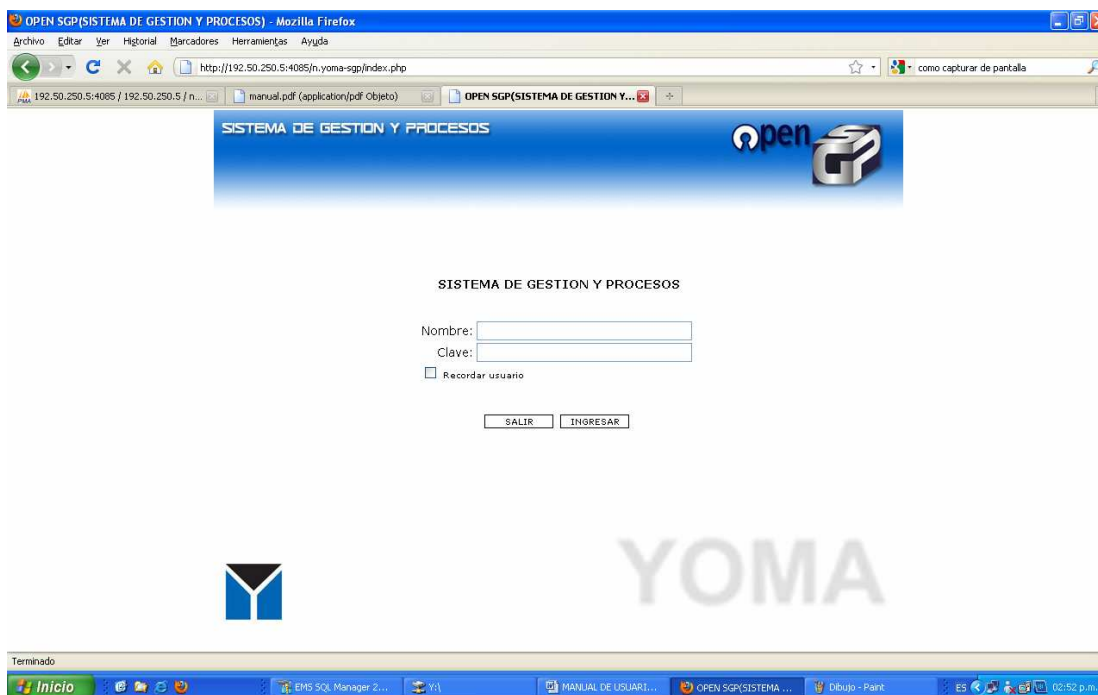 OPEN SGP(SISTEMA DE GESTION Y PROCESOS) - Mozilla Firefox
Archivo Editar Ver Historial Marcadores Herramientas Ayuda
http://192.50.250.5:4085/n.yoma-sgp/index.php
como capturar de pantalla
PMA 192.50.250.5:4085 / 192.50.250.5 / n...
manual.pdf (application/pdf Objeto)
OPEN SGP(SISTEMA DE GESTION Y...
SISTEMA DE GESTION Y PROCESOS
open SGP
SISTEMA DE GESTION Y PROCESOS
Nombre:
Clave:
Recordar usuario
SALIR INGRESAR
YOMA
Y
Terminado
Inicio
EMS SQL Manager 2...
Y:\
MANUAL DE USUARI...
OPEN SGP(SISTEMA ...
Dibujo - Paint
ES
02:52 p.m.